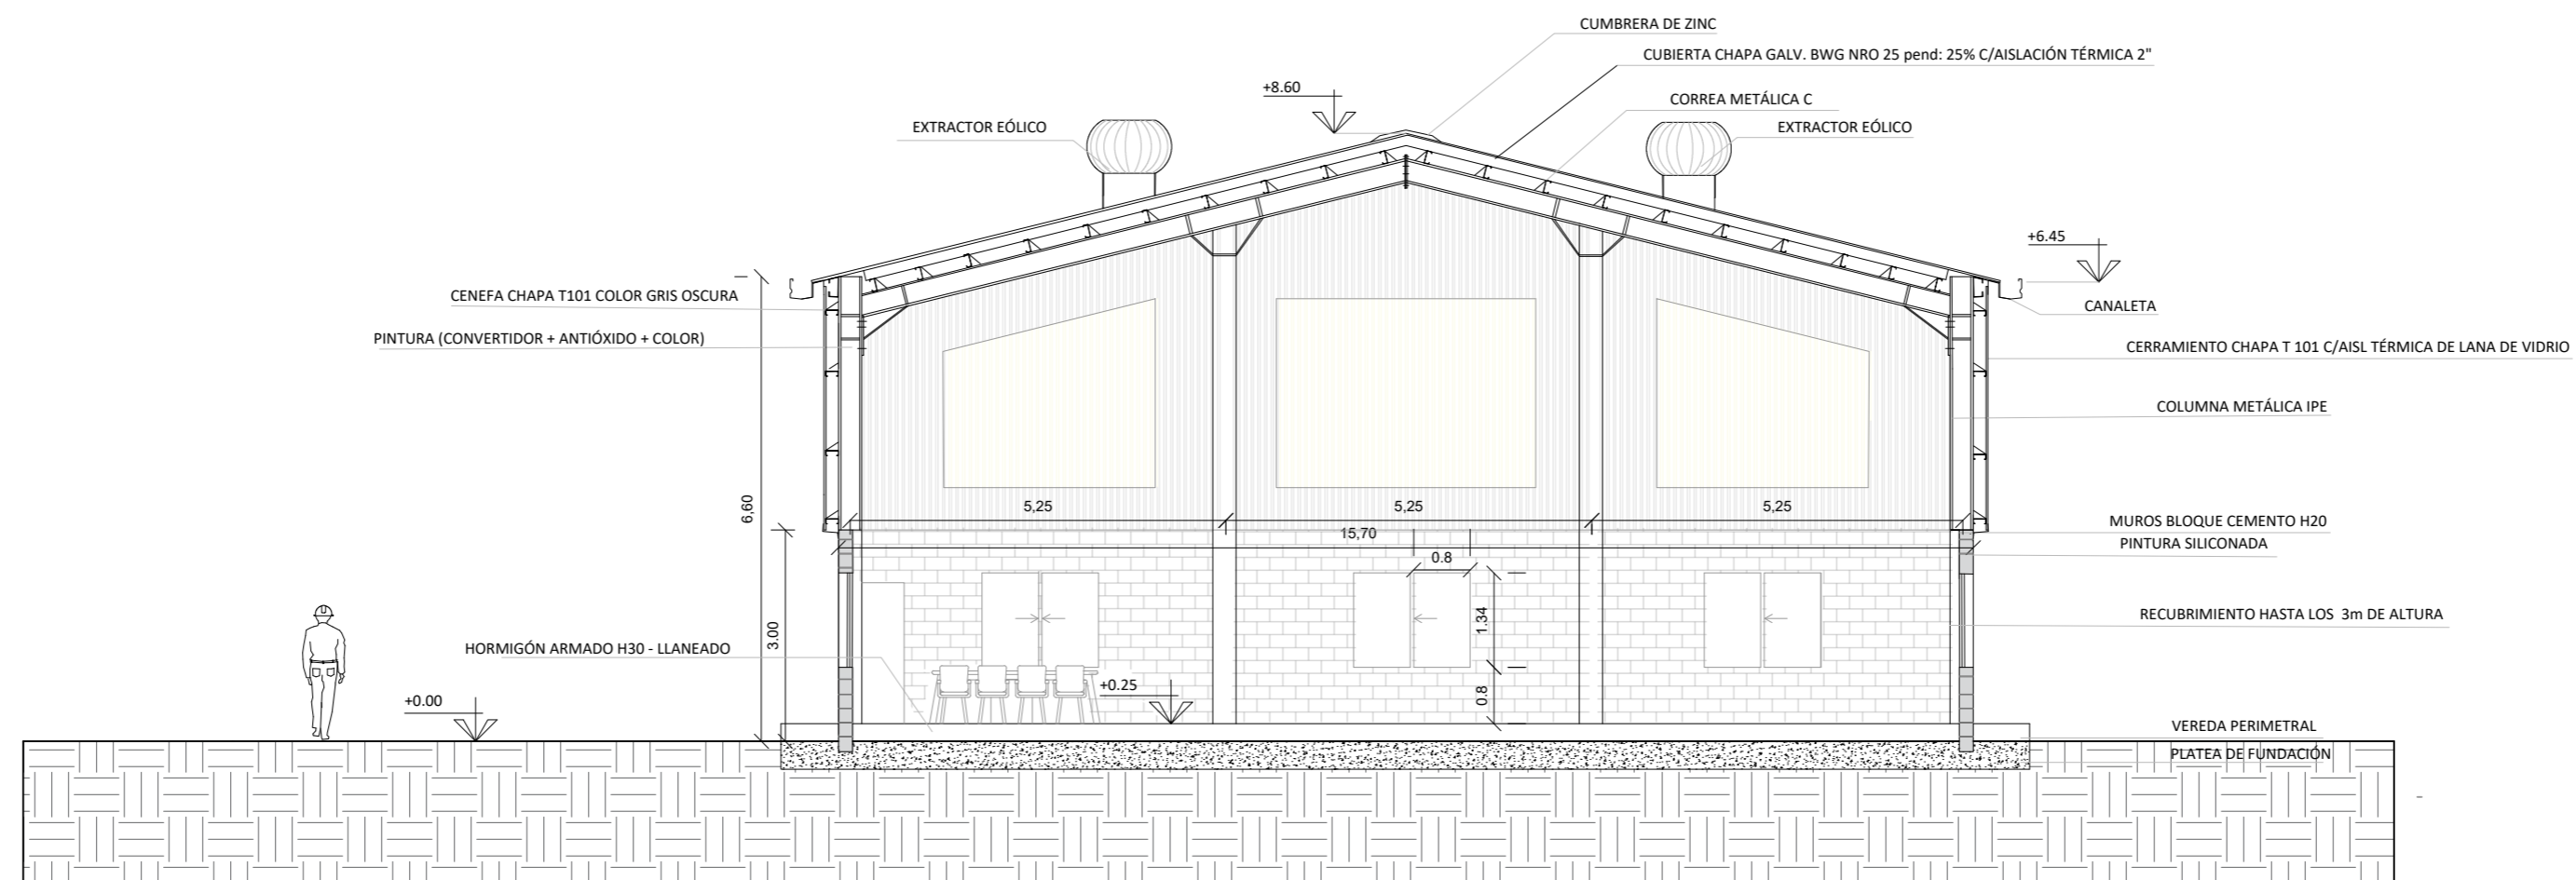 CUMBRERA DE ZINC
CUBIERTA CHAPA GALV. BWG NRO 25 pend: 25% C/AISLACIÓN TÉRMICA 2"
+8.60
CORREA METÁLICA C
EXTRACTOR EÓLICO
EXTRACTOR EÓLICO
+6.45
CENEFA CHAPA T101 COLOR GRIS OSCURA
CANALETA
PINTURA (CONVERTIDOR + ANTIÓXIDO + COLOR)
CERRAMIENTO CHAPA T 101 C/AISL TÉRMICA DE LANA DE VIDRIO
COLUMNA METÁLICA IPE
6,60
5,25
5,25
5,25
MUROS BLOQUE CEMENTO H20
15,70
PINTURA SILICONADA
0.8
1.34
RECUBRIMIENTO HASTA LOS 3m DE ALTURA
3.00
HORMIGÓN ARMADO H30 - LLANEADO
+0.25
0.8
+0.00
VEREDA PERIMETRAL
PLATEA DE FUNDACIÓN